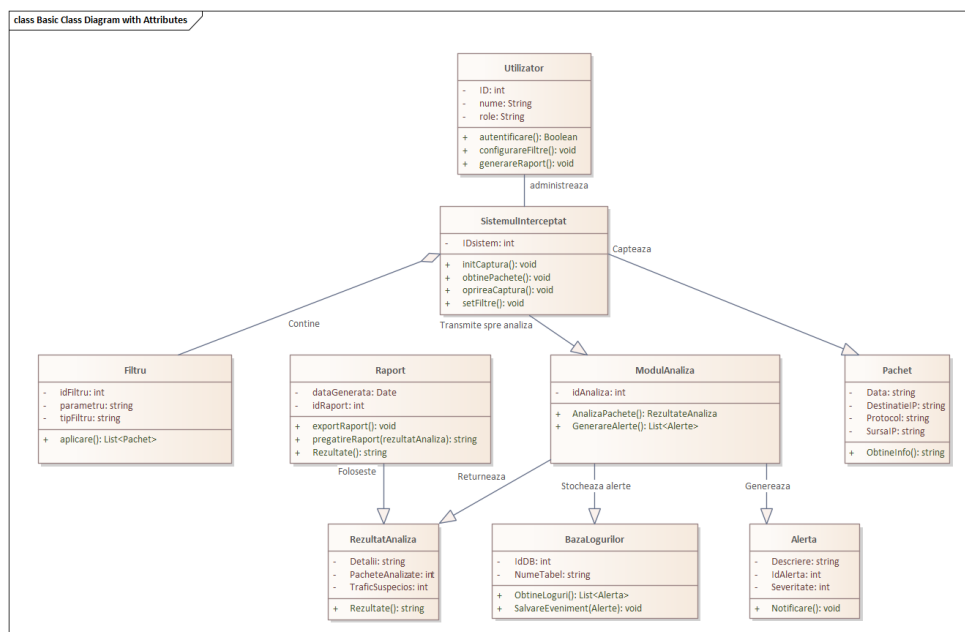 class Basic Class Diagram with Attributes
Utilizator
- ID: int
- nume: String
- role: String
+ autentificare(): Boolean
+ configurareFiltre(): void
+ generareRaport(): void
administreaza
SistemulInterceptat
- IDsistem: int
+ initCaptura(): void
+ obtinePachete(): void
+ oprireaCaptura(): void
+ setFiltre(): void
Capteaza
Contine
Transmite spre analiza
Filtru
- idFiltru: int
- parametru: string
- tipFiltru: string
+ aplicare(): List<Pachet>
Raport
- dataGenerata: Date
- idRaport: int
+ exportRaport(): void
+ pregatireRaport(rezultatAnaliza): string
+ Rezultate(): string
ModulAnaliza
- idAnaliza: int
+ AnalizaPachete(): RezultateAnaliza
+ GenerareAlerte(): List<Alerte>
Pachet
- Data: string
- DestinatieIP: string
- Protocol: string
- SursaIP: string
+ ObtineInfo(): string
Foloseste
Returneaza
Stocheaza alerte
Genereaza
RezultatAnaliza
- Detalii: string
- PacheteAnalizate: int
- TraficSuspecios: int
+ Rezultate(): string
BazaLogurilor
- IdDB: int
- NumeTabel: string
+ ObtineLoguri(): List<Alerta>
+ SalvareEveniment(Alerte): void
Alerta
- Descriere: string
- IdAlerta: int
- Severitate: int
+ Notificare(): void